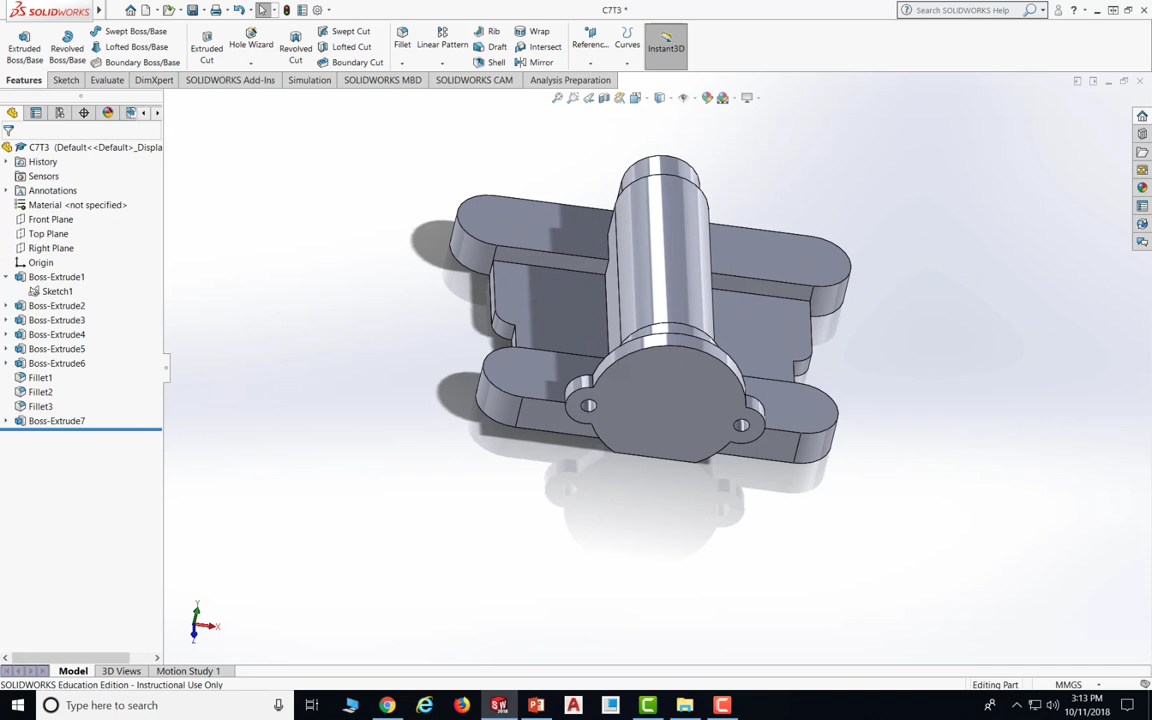 SOLIDWORKS
C7T3 *
Search SOLIDWORKS Help
?
Extruded Boss/Base
Revolved Boss/Base
Swept Boss/Base
Lofted Boss/Base
Boundary Boss/Base
Extruded Cut
Hole Wizard
Revolved Cut
Swept Cut
Lofted Cut
Boundary Cut
Fillet
Linear Pattern
Rib
Draft
Shell
Wrap
Intersect
Mirror
Referenc...
Curves
Instant3D
Features
Sketch
Evaluate
DimXpert
SOLIDWORKS Add-Ins
Simulation
SOLIDWORKS MBD
SOLIDWORKS CAM
Analysis Preparation
C7T3 (Default<<Default>_Displa
History
Sensors
Annotations
Material <not specified>
Front Plane
Top Plane
Right Plane
Origin
Boss-Extrude1
Sketch1
Boss-Extrude2
Boss-Extrude3
Boss-Extrude4
Boss-Extrude5
Boss-Extrude6
Fillet1
Fillet2
Fillet3
Boss-Extrude7
Y
X
Z
Model
3D Views
Motion Study 1
SOLIDWORKS Education Edition - Instructional Use Only
Editing Part
MMGS
Type here to search
3:13 PM
10/11/2018